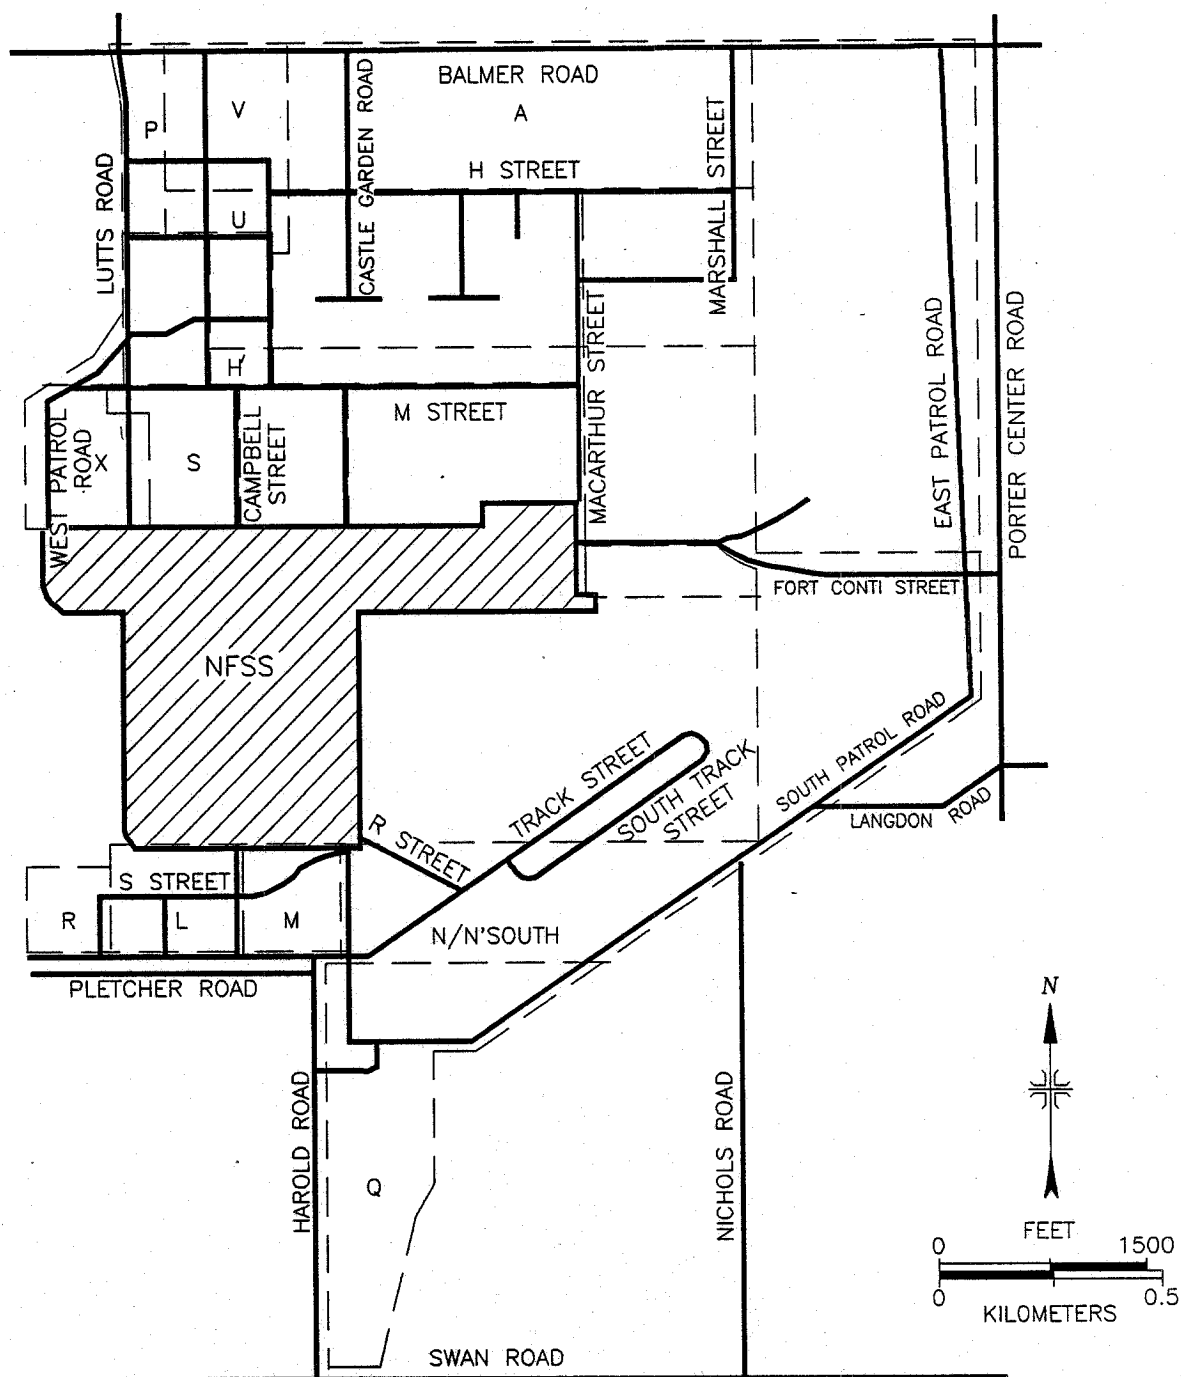 BALMER ROAD
CASTLE GARDEN ROAD
V
A
P
MARSHALL STREET
H STREET
LUTTS ROAD
U
MACARTHUR STREET
EAST PATROL ROAD
PORTER CENTER ROAD
H'
M STREET
WEST PATROL
ROAD
X
S
CAMPBELL
STREET
FORT CONTI STREET
NFSS
TRACK STREET
SOUTH TRACK
STREET
SOUTH PATROL ROAD
LANGDON ROAD
R STREET
S STREET
R
L
M
N/N'SOUTH
PLETCHER ROAD
N
HAROLD ROAD
NICHOLS ROAD
Q
FEET
0 1500
0 0.5
KILOMETERS
SWAN ROAD